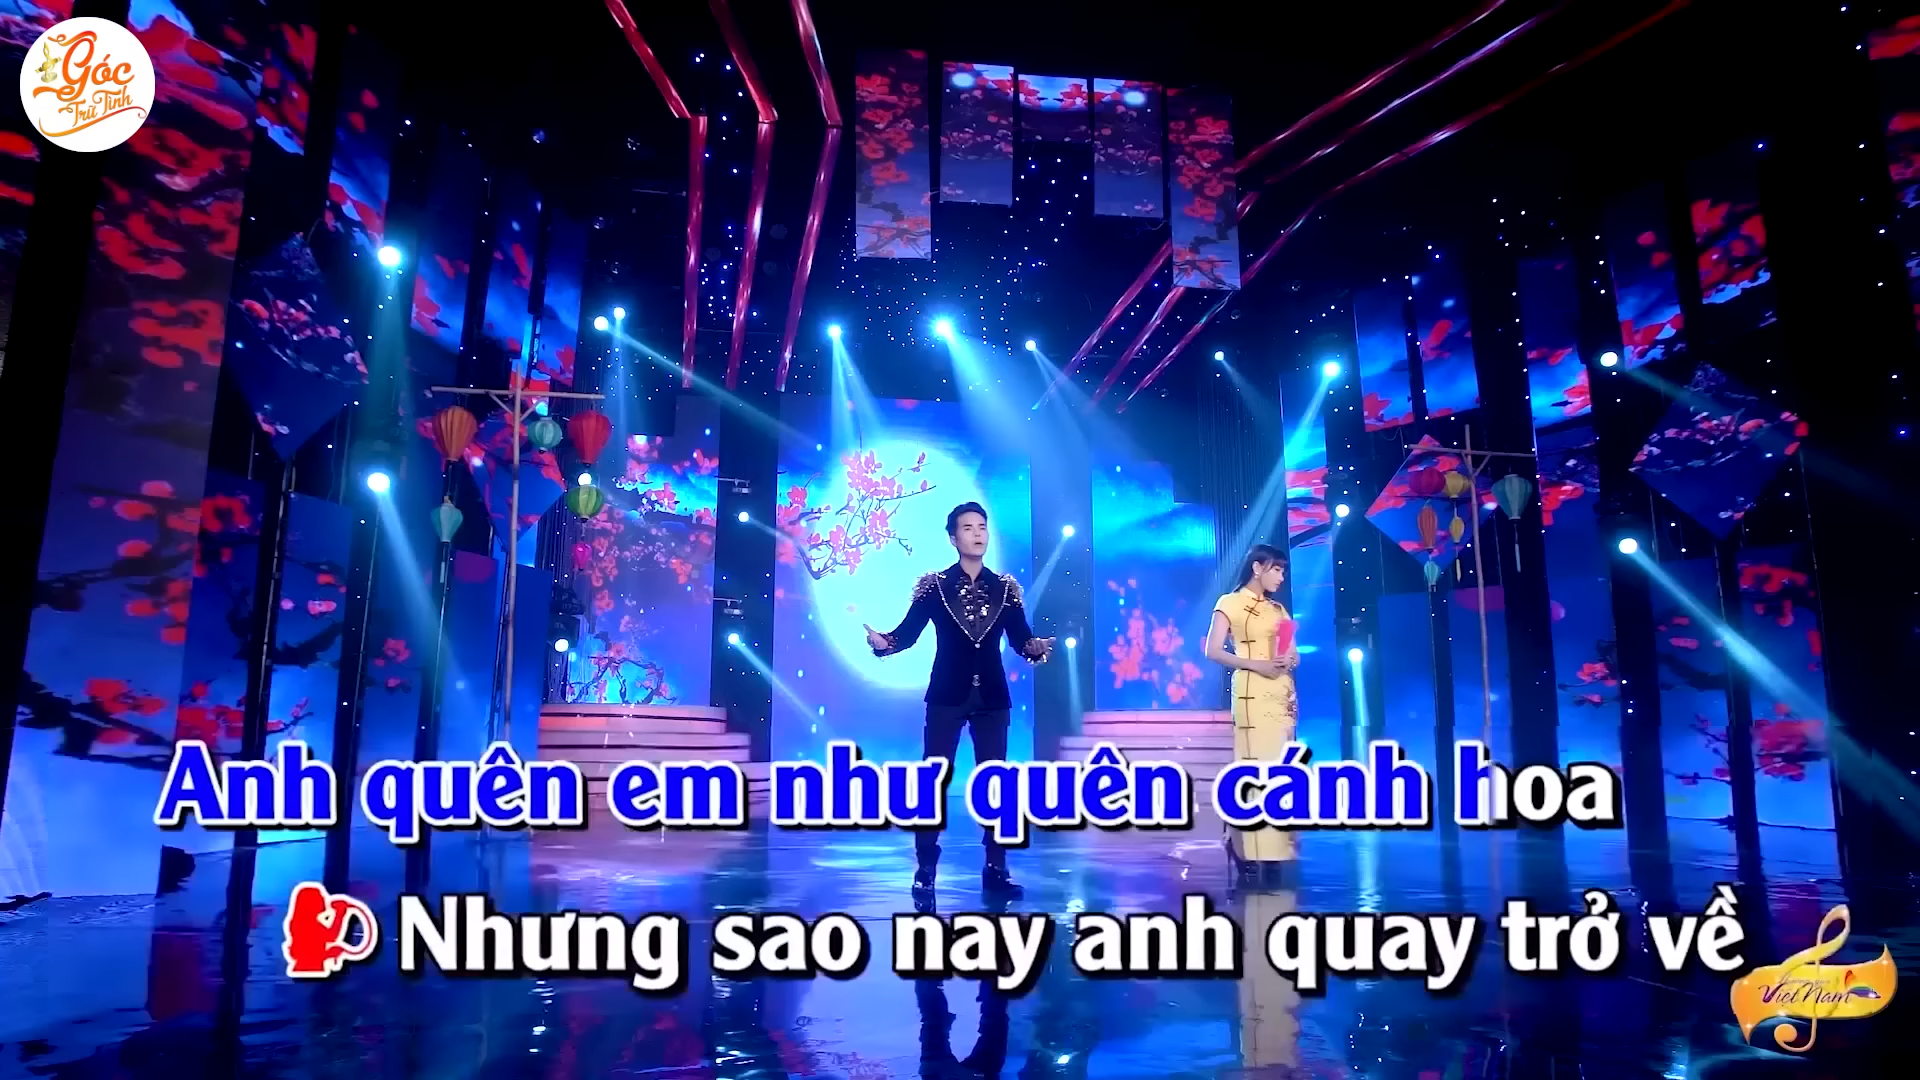 Góc
Trữ Tình
Anh quên em như quên cánh hoa
Nhưng sao nay anh quay trở về
Việt Nam